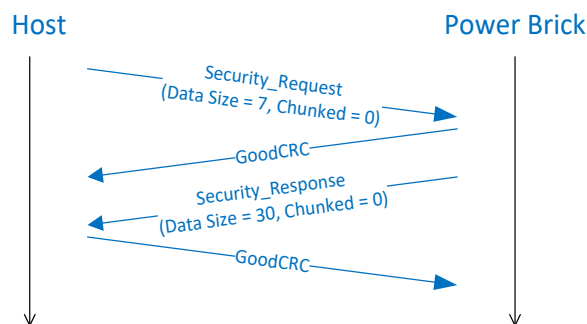 Host
Power Brick
Security_Request
(Data Size = 7, Chunked = 0)
GoodCRC
Security_Response
(Data Size = 30, Chunked = 0)
GoodCRC